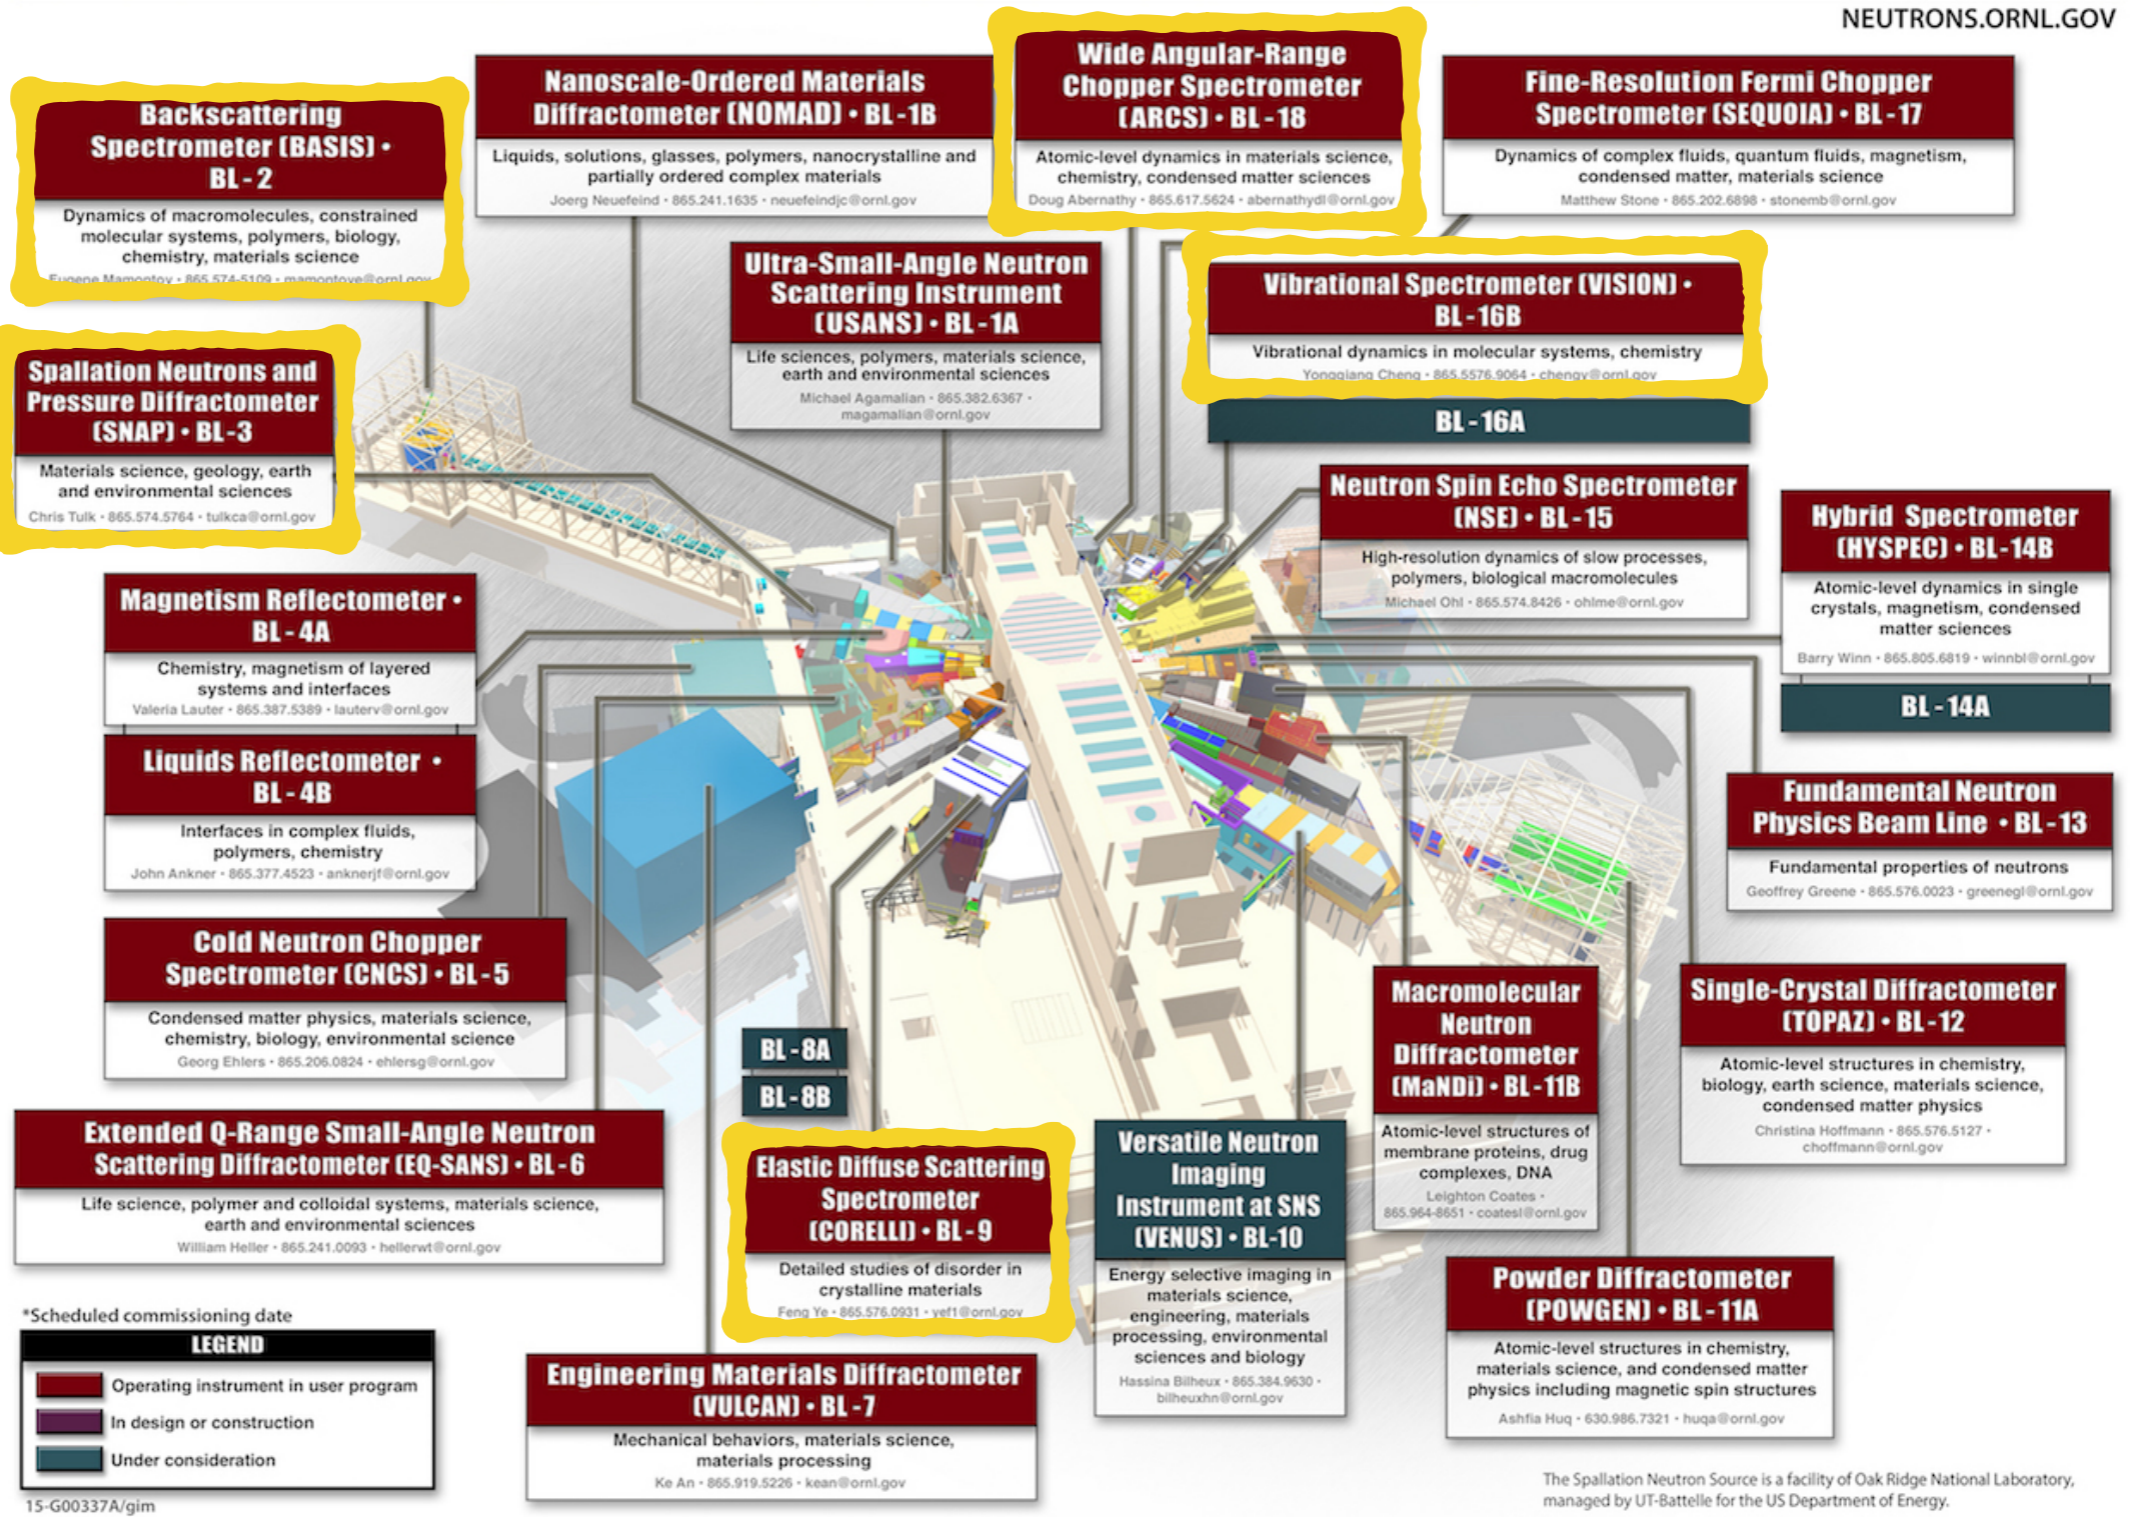 NEUTRONS.ORNL.GOV
Backscattering
Spectrometer (BASIS) •
BL - 2
Dynamics of macromolecules, constrained
molecular systems, polymers, biology,
chemistry, materials science
Eugene Mamontov • 865.574-5109 • mamontove@ornl.gov
Nanoscale-Ordered Materials
Diffractometer (NOMAD) • BL - 1B
Liquids, solutions, glasses, polymers, nanocrystalline and
partially ordered complex materials
Joerg Neuefeind • 865.241.1635 • neuefeindjc@ornl.gov
Wide Angular-Range
Chopper Spectrometer
(ARCS) • BL - 18
Atomic-level dynamics in materials science,
chemistry, condensed matter sciences
Doug Abernathy • 865.617.5624 • abernathydl@ornl.gov
Fine-Resolution Fermi Chopper
Spectrometer (SEQUOIA) • BL - 17
Dynamics of complex fluids, quantum fluids, magnetism,
condensed matter, materials science
Matthew Stone • 865.202.6898 • stonemb@ornl.gov
Ultra-Small-Angle Neutron
Scattering Instrument
(USANS) • BL - 1A
Life sciences, polymers, materials science,
earth and environmental sciences
Michael Agamalian • 865.382.6367 •
magamalian@ornl.gov
Vibrational Spectrometer (VISION) •
BL - 16B
Vibrational dynamics in molecular systems, chemistry
Yongqiang Cheng • 865.5576.9064 • chengy@ornl.gov
BL - 16A
Spallation Neutrons and
Pressure Diffractometer
(SNAP) • BL - 3
Materials science, geology, earth
and environmental sciences
Chris Tulk • 865.574.5764 • tulkca@ornl.gov
Neutron Spin Echo Spectrometer
(NSE) • BL - 15
High-resolution dynamics of slow processes,
polymers, biological macromolecules
Michael Ohl • 865.574.8426 • ohlme@ornl.gov
Hybrid Spectrometer
(HYSPEC) • BL - 14B
Atomic-level dynamics in single
crystals, magnetism, condensed
matter sciences
Barry Winn • 865.805.6819 • winnbl@ornl.gov
BL - 14A
Magnetism Reflectometer •
BL - 4A
Chemistry, magnetism of layered
systems and interfaces
Valeria Lauter • 865.387.5389 • lauterv@ornl.gov
Liquids Reflectometer •
BL - 4B
Interfaces in complex fluids,
polymers, chemistry
John Ankner • 865.377.4523 • anknerjf@ornl.gov
Fundamental Neutron
Physics Beam Line • BL - 13
Fundamental properties of neutrons
Geoffrey Greene • 865.576.0023 • greenegl@ornl.gov
Cold Neutron Chopper
Spectrometer (CNCS) • BL - 5
Condensed matter physics, materials science,
chemistry, biology, environmental science
Georg Ehlers • 865.206.0824 • ehlersg@ornl.gov
Macromolecular
Neutron
Diffractometer
(MaNDi) • BL - 11B
Atomic-level structures of
membrane proteins, drug
complexes, DNA
Leighton Coates •
865.964-8651 • coatesl@ornl.gov
Single-Crystal Diffractometer
(TOPAZ) • BL - 12
Atomic-level structures in chemistry,
biology, earth science, materials science,
condensed matter physics
Christina Hoffmann • 865.576.5127 •
choffmann@ornl.gov
BL - 8A
BL - 8B
Extended Q-Range Small-Angle Neutron
Scattering Diffractometer (EQ-SANS) • BL - 6
Life science, polymer and colloidal systems, materials science,
earth and environmental sciences
William Heller • 865.241.0093 • hellerwt@ornl.gov
Elastic Diffuse Scattering
Spectrometer
(CORELLI) • BL - 9
Detailed studies of disorder in
crystalline materials
Feng Ye • 865.576.0931 • yef1@ornl.gov
Versatile Neutron
Imaging
Instrument at SNS
(VENUS) • BL-10
Energy selective imaging in
materials science,
engineering, materials
processing, environmental
sciences and biology
Hassina Bilheux • 865.384.9630 •
bilheuxhn@ornl.gov
Powder Diffractometer
(POWGEN) • BL - 11A
Atomic-level structures in chemistry,
materials science, and condensed matter
physics including magnetic spin structures
Ashfia Huq • 630.986.7321 • huqa@ornl.gov
Engineering Materials Diffractometer
(VULCAN) • BL - 7
Mechanical behaviors, materials science,
materials processing
Ke An • 865.919.5226 • kean@ornl.gov
*Scheduled commissioning date
LEGEND
Operating instrument in user program
In design or construction
Under consideration
15-G00337A/gim
The Spallation Neutron Source is a facility of Oak Ridge National Laboratory,
managed by UT-Battelle for the US Department of Energy.